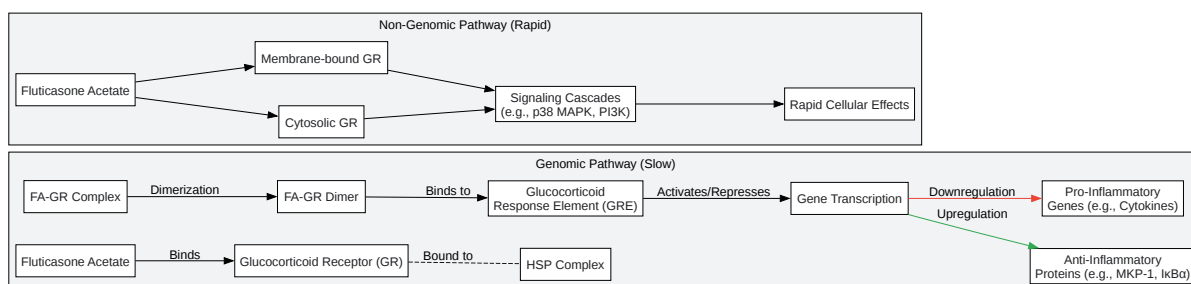 Non-Genomic Pathway (Rapid)
Membrane-bound GR
Fluticasone Acetate
Signaling Cascades
(e.g., p38 MAPK, PI3K)
Rapid Cellular Effects
Cytosolic GR
Genomic Pathway (Slow)
FA-GR Complex
Dimerization
FA-GR Dimer
Binds to
Glucocorticoid
Response Element (GRE)
Activates/Represses
Gene Transcription
Downregulation
Pro-Inflammatory
Genes (e.g., Cytokines)
Upregulation
Fluticasone Acetate
Binds
Glucocorticoid Receptor (GR)
Bound to
HSP Complex
Anti-Inflammatory
Proteins (e.g., MKP-1, IκBα)